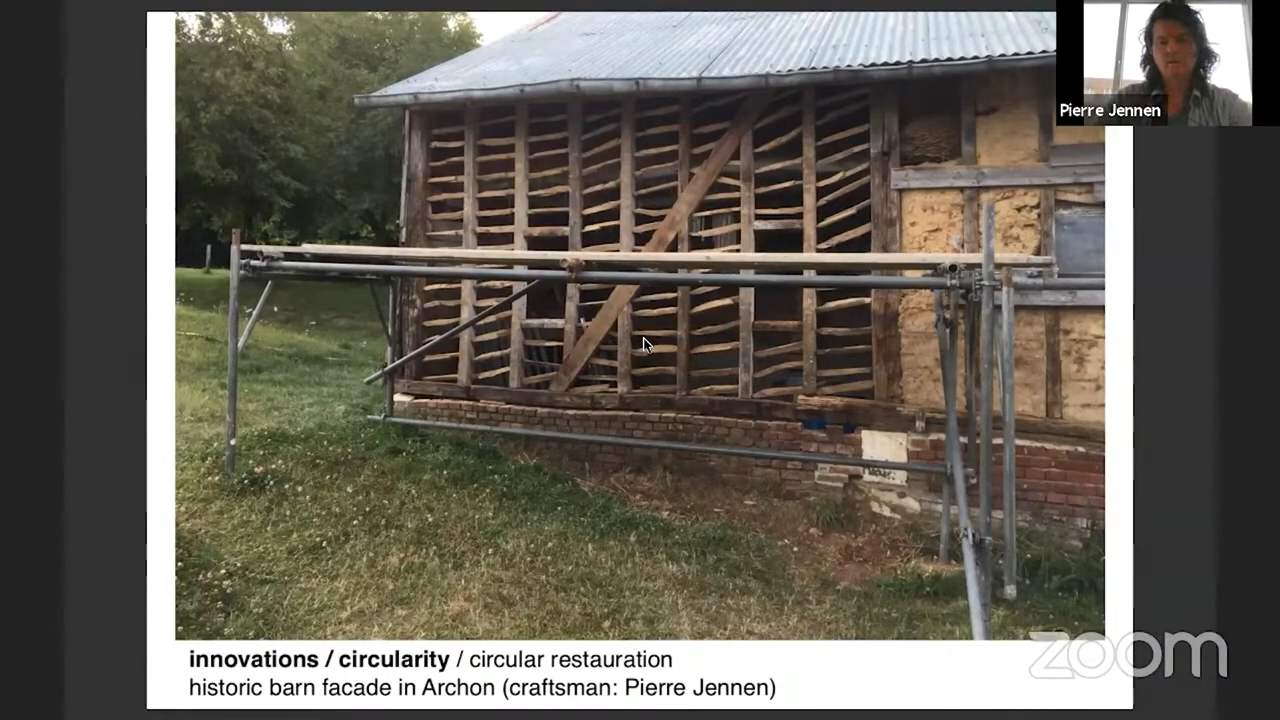 Pierre Jennen
innovations / circularity / circular restauration
historic barn facade in Archon (craftsman: Pierre Jennen)
zoom